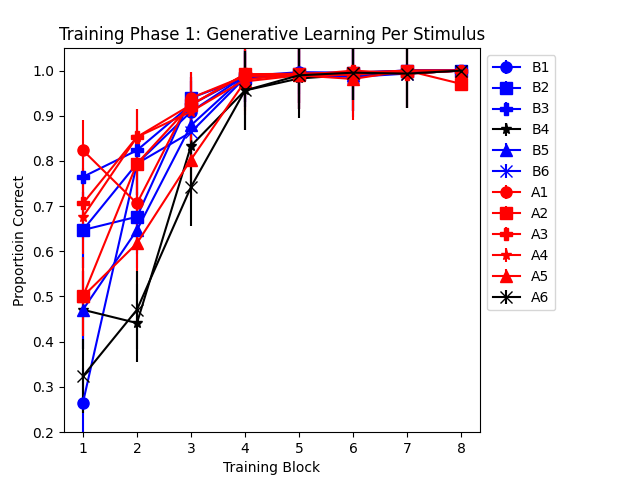 Training Phase 1: Generative Learning Per Stimulus
Proportioin Correct
1.0
0.9
0.8
0.7
0.6
0.5
0.4
0.3
0.2
1 2 3 4 5 6 7 8
Training Block
B1
B2
B3
B4
B5
B6
A1
A2
A3
A4
A5
A6